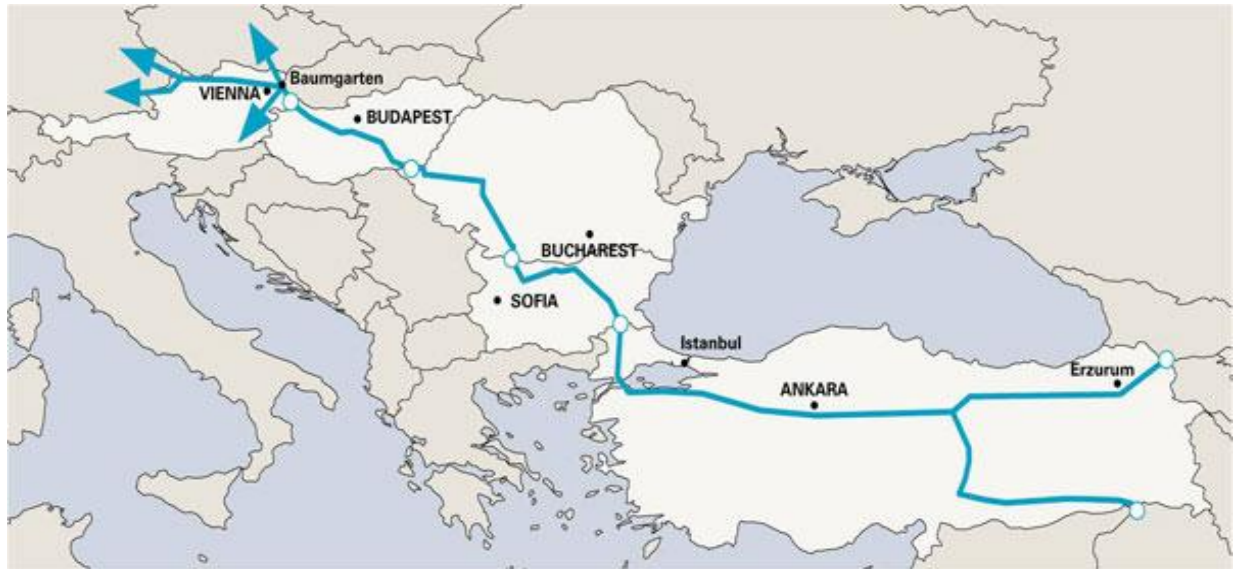 Baumgarten
VIENNA
BUDAPEST
BUCHAREST
SOFIA
Istanbul
Erzurum
ANKARA